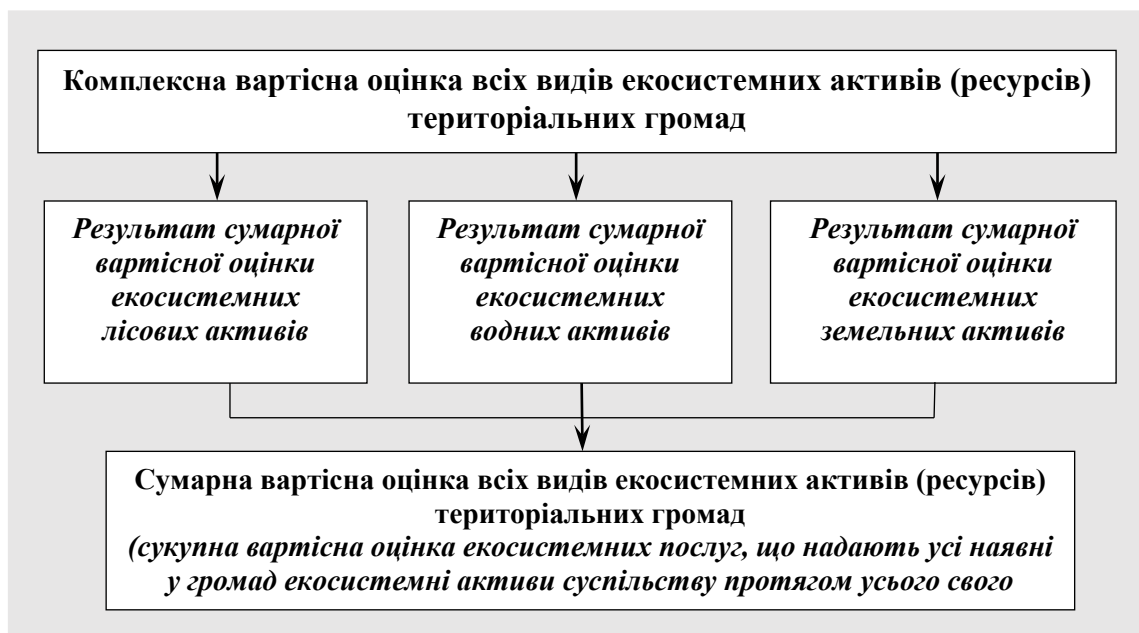 Комплексна вартісна оцінка всіх видів екосистемних активів (ресурсів)
територіальних громад
Результат сумарної
вартісної оцінки
екосистемних
лісових активів
Результат сумарної
вартісної оцінки
екосистемних
водних активів
Результат сумарної
вартісної оцінки
екосистемних
земельних активів
Сумарна вартісна оцінка всіх видів екосистемних активів (ресурсів)
територіальних громад
(сукупна вартісна оцінка екосистемних послуг, що надають усі наявні
у громад екосистемні активи суспільству протягом усього свого